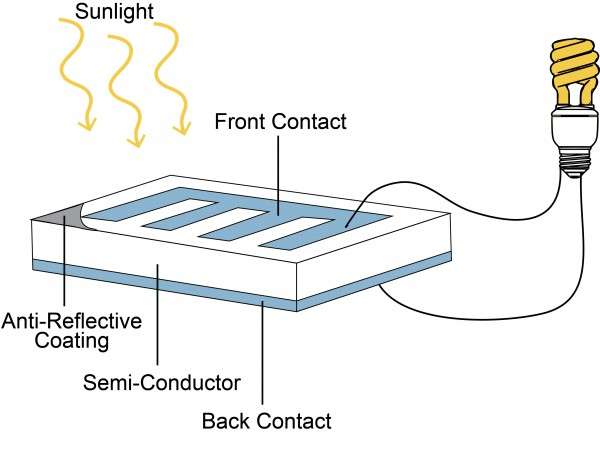 Sunlight
Front Contact
Anti-Reflective
Coating
Semi-Conductor
Back Contact